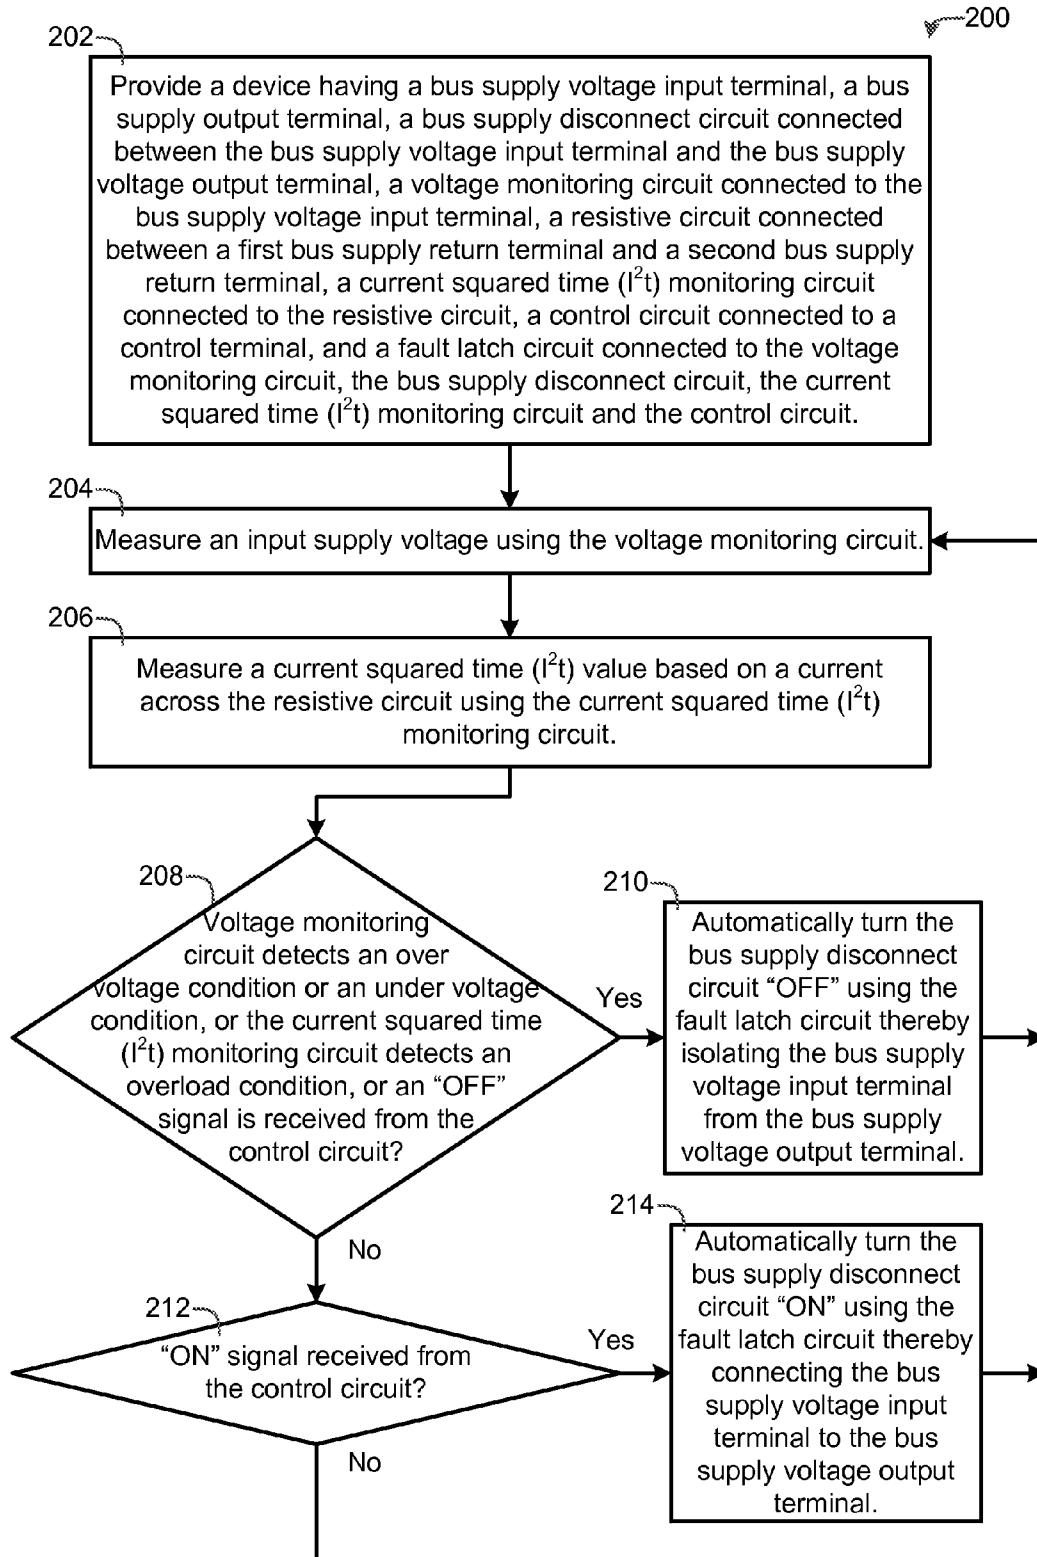 200
202
Provide a device having a bus supply voltage input terminal, a bus
supply output terminal, a bus supply disconnect circuit connected
between the bus supply voltage input terminal and the bus supply
voltage output terminal, a voltage monitoring circuit connected to the
bus supply voltage input terminal, a resistive circuit connected
between a first bus supply return terminal and a second bus supply
return terminal, a current squared time (I²t) monitoring circuit
connected to the resistive circuit, a control circuit connected to a
control terminal, and a fault latch circuit connected to the voltage
monitoring circuit, the bus supply disconnect circuit, the current
squared time (I²t) monitoring circuit and the control circuit.
204
Measure an input supply voltage using the voltage monitoring circuit.
206
Measure a current squared time (I²t) value based on a current
across the resistive circuit using the current squared time (I²t)
monitoring circuit.
208
Voltage monitoring
circuit detects an over
voltage condition or an under voltage
condition, or the current squared time
(I²t) monitoring circuit detects an
overload condition, or an “OFF”
signal is received from the
control circuit?
Yes
210
Automatically turn the
bus supply disconnect
circuit “OFF” using the
fault latch circuit thereby
isolating the bus supply
voltage input terminal
from the bus supply
voltage output terminal.
No
212
“ON” signal received from
the control circuit?
Yes
214
Automatically turn the
bus supply disconnect
circuit “ON” using the
fault latch circuit thereby
connecting the bus
supply voltage input
terminal to the bus
supply voltage output
terminal.
No